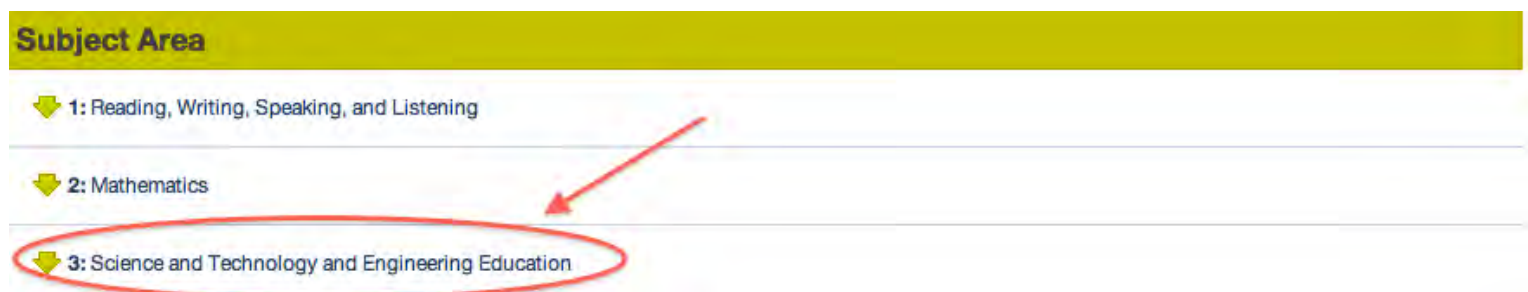 Subject Area
1: Reading, Writing, Speaking, and Listening
2: Mathematics
3: Science and Technology and Engineering Education